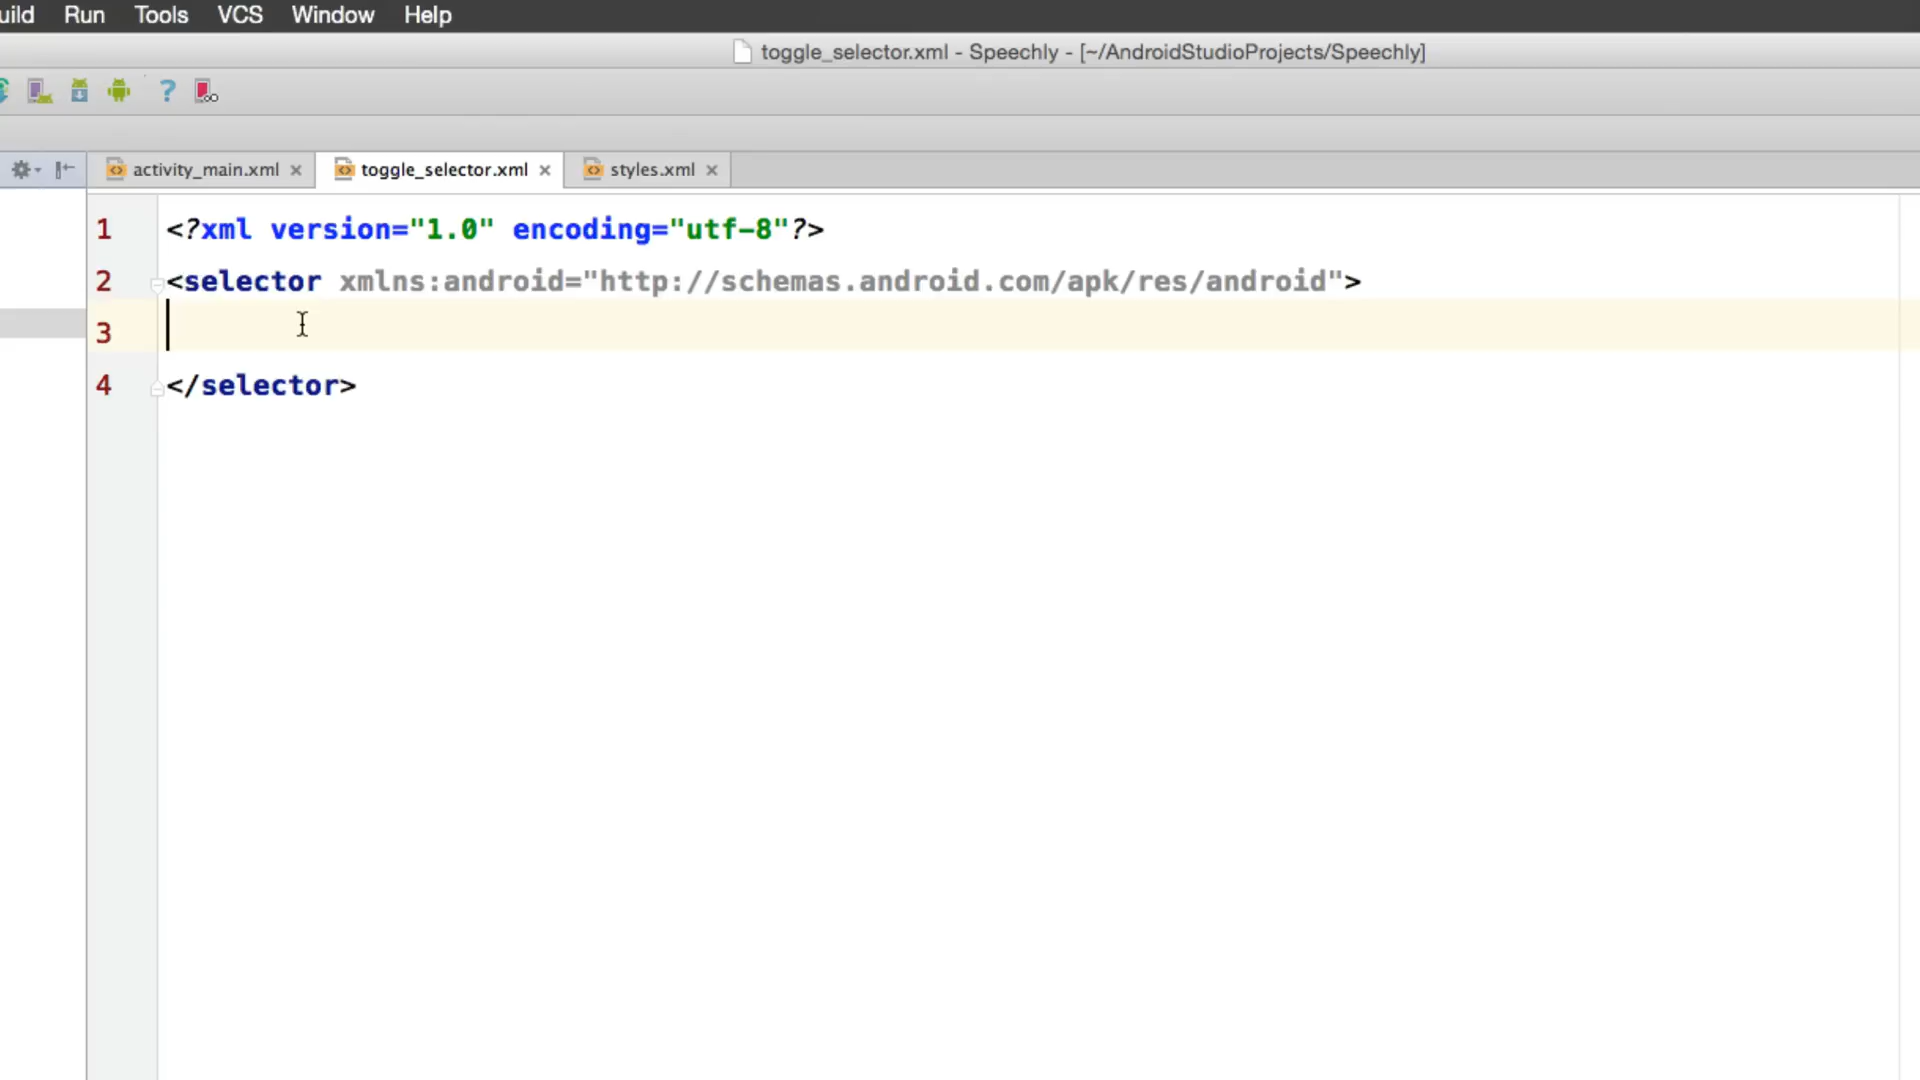 uild Run Tools VCS Window Help
toggle_selector.xml - Speechly - [~/AndroidStudioProjects/Speechly]
?
activity_main.xml × toggle_selector.xml × styles.xml ×
1 <?xml version="1.0" encoding="utf-8"?>
2 <selector xmlns:android="http://schemas.android.com/apk/res/android">
3
4 </selector>